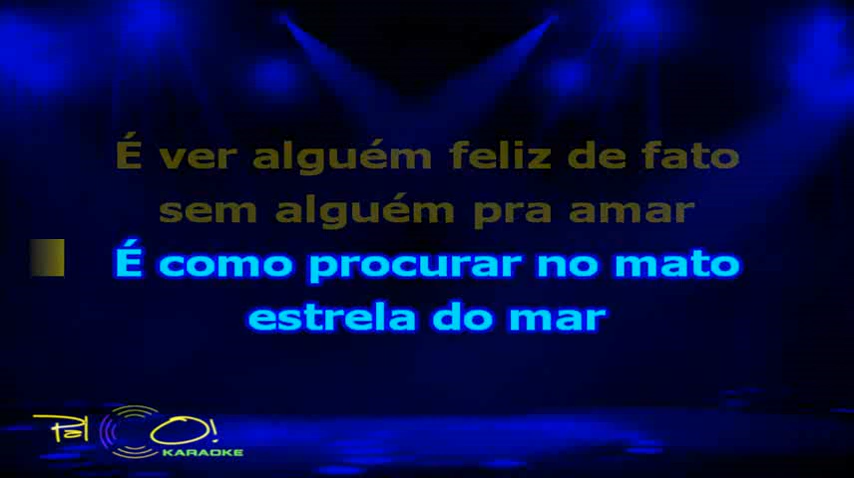 É ver alguém feliz de fato
sem alguém pra amar
É como procurar no mato
estrela do mar
Pal O!
KARAOKE